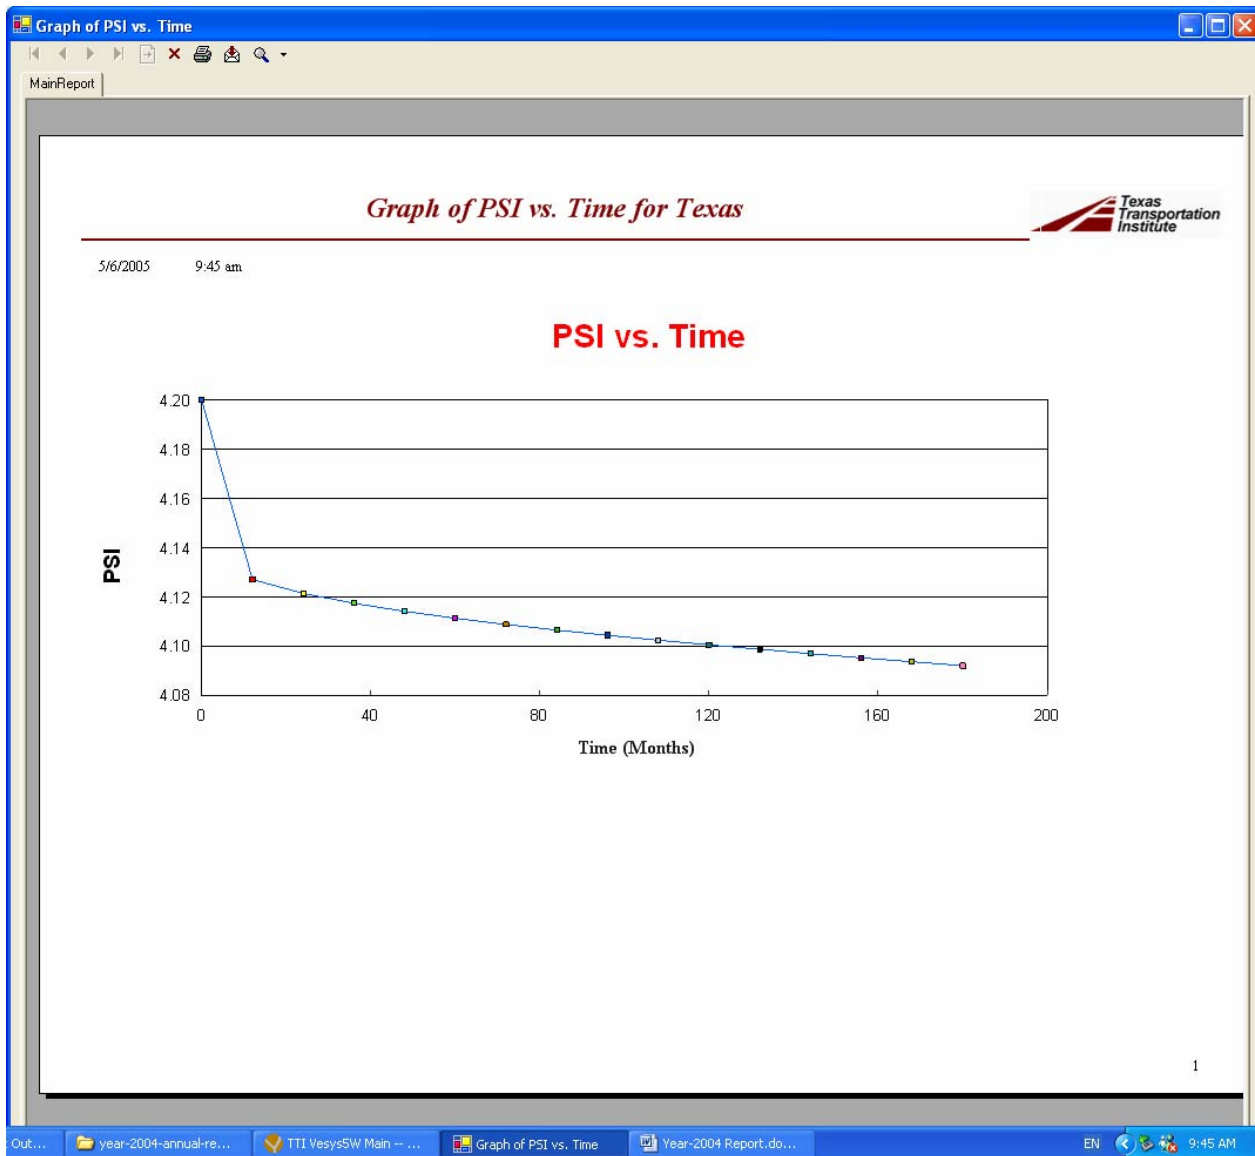 Graph of PSI vs. Time
MainReport
Graph of PSI vs. Time for Texas
Texas
Transportation
Institute
5/6/2005 9:45 am
PSI vs. Time
4.20
4.18
4.16
4.14
4.12
4.10
4.08
PSI
0 40 80 120 160 200
Time (Months)
1
: Out... year-2004-annual-re... TTI Vesys5W Main -- ... Graph of PSI vs. Time Year-2004 Report.do... EN 9:45 AM